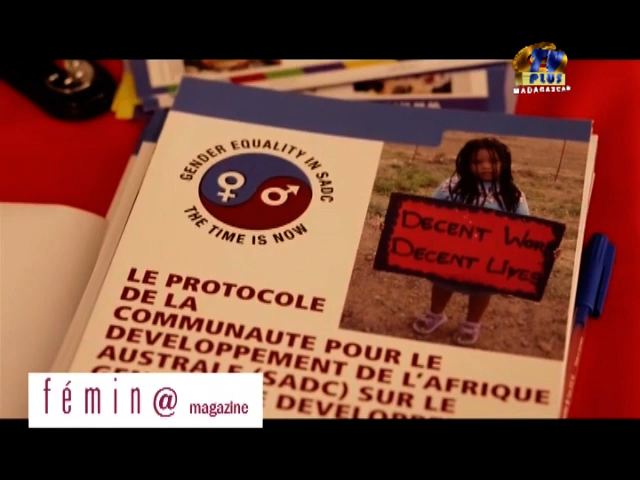 TV
PLUS
MADAGASCAR
GENDER EQUALITY IN SADC
THE TIME IS NOW
DECENT WORK
DECENT LIVES
LE PROTOCOLE
DE LA
COMMUNAUTE POUR LE
DEVELOPPEMENT DE L'AFRIQUE
AUSTRALE (SADC) SUR LE
fémin@ magazine